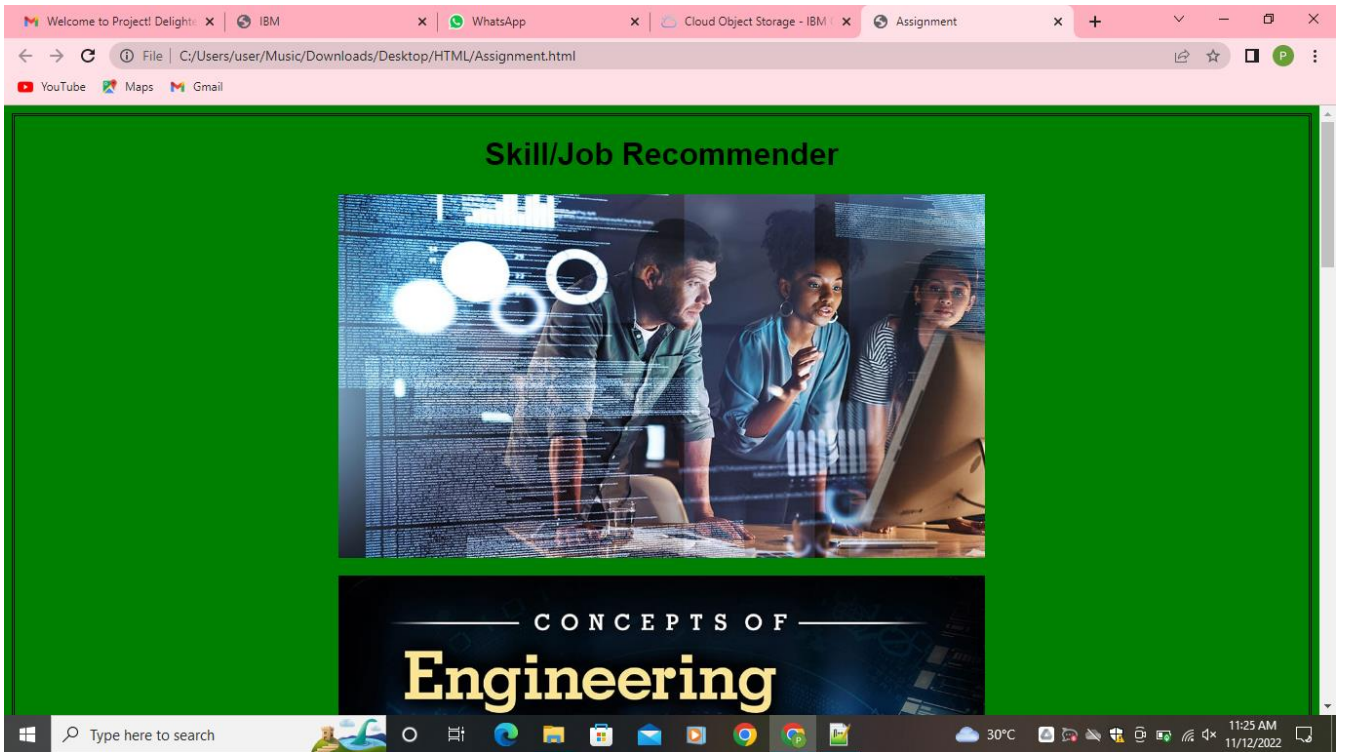 Welcome to Project! Delighte
IBM
WhatsApp
Cloud Object Storage - IBM
Assignment
File | C:/Users/user/Music/Downloads/Desktop/HTML/Assignment.html
P
YouTube
Maps
Gmail
Skill/Job Recommender
CONCEPTS OF
Engineering
Type here to search
30°C
11:25 AM
11/12/2022